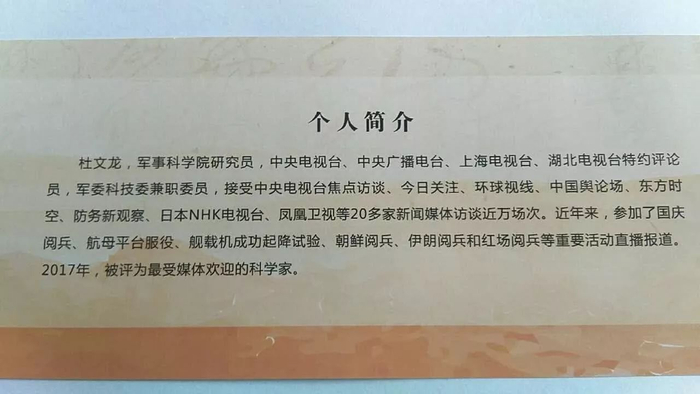 个人简介
杜文龙，军事科学院研究员，中央电视台、中央广播电台、上海电视台、湖北电视台特约评论
员，军委科技委兼职委员，接受中央电视台焦点访谈、今日关注、环球视线、中国舆论场、东方时
空、防务新观察、日本NHK电视台、凤凰卫视等20多家新闻媒体访谈近万场次。近年来，参加了国庆
阅兵、航母平台服役、舰载机成功起降试验、朝鲜阅兵、伊朗阅兵和红场阅兵等重要活动直播报道。
2017年，被评为最受媒体欢迎的科学家。